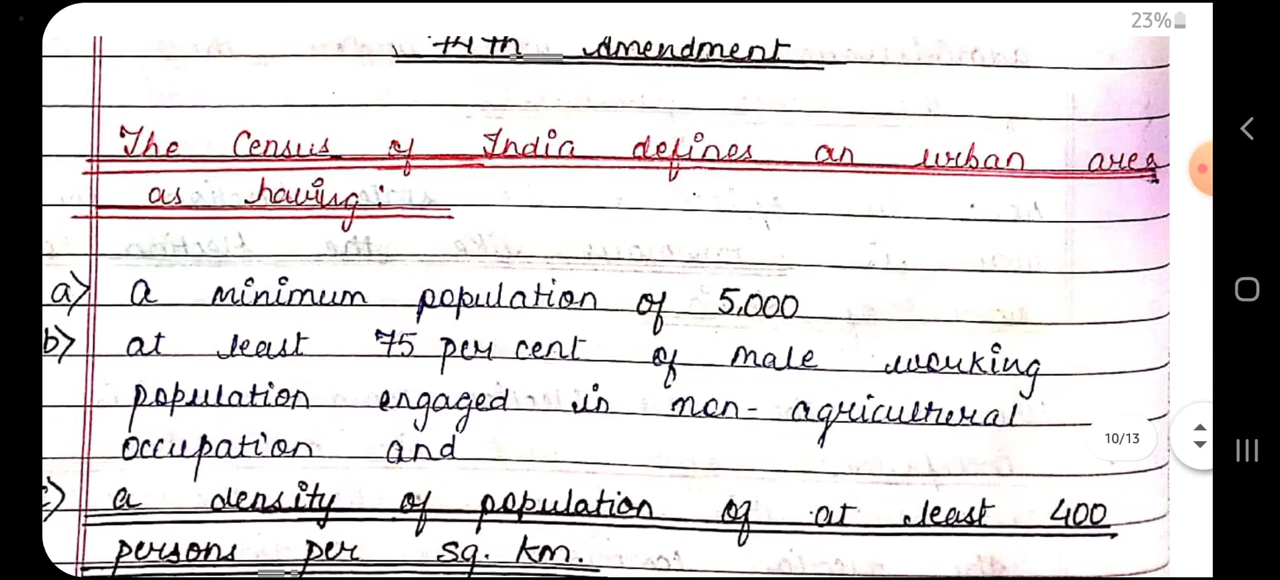 23%
74th Amendment
The Census of India defines an urban area
as having:
a) a minimum population of 5,000
b) at least 75 per cent of male working
population engaged in non-agricultural
occupation and
c) a density of population of at least 400
persons per sq. km.
10/13